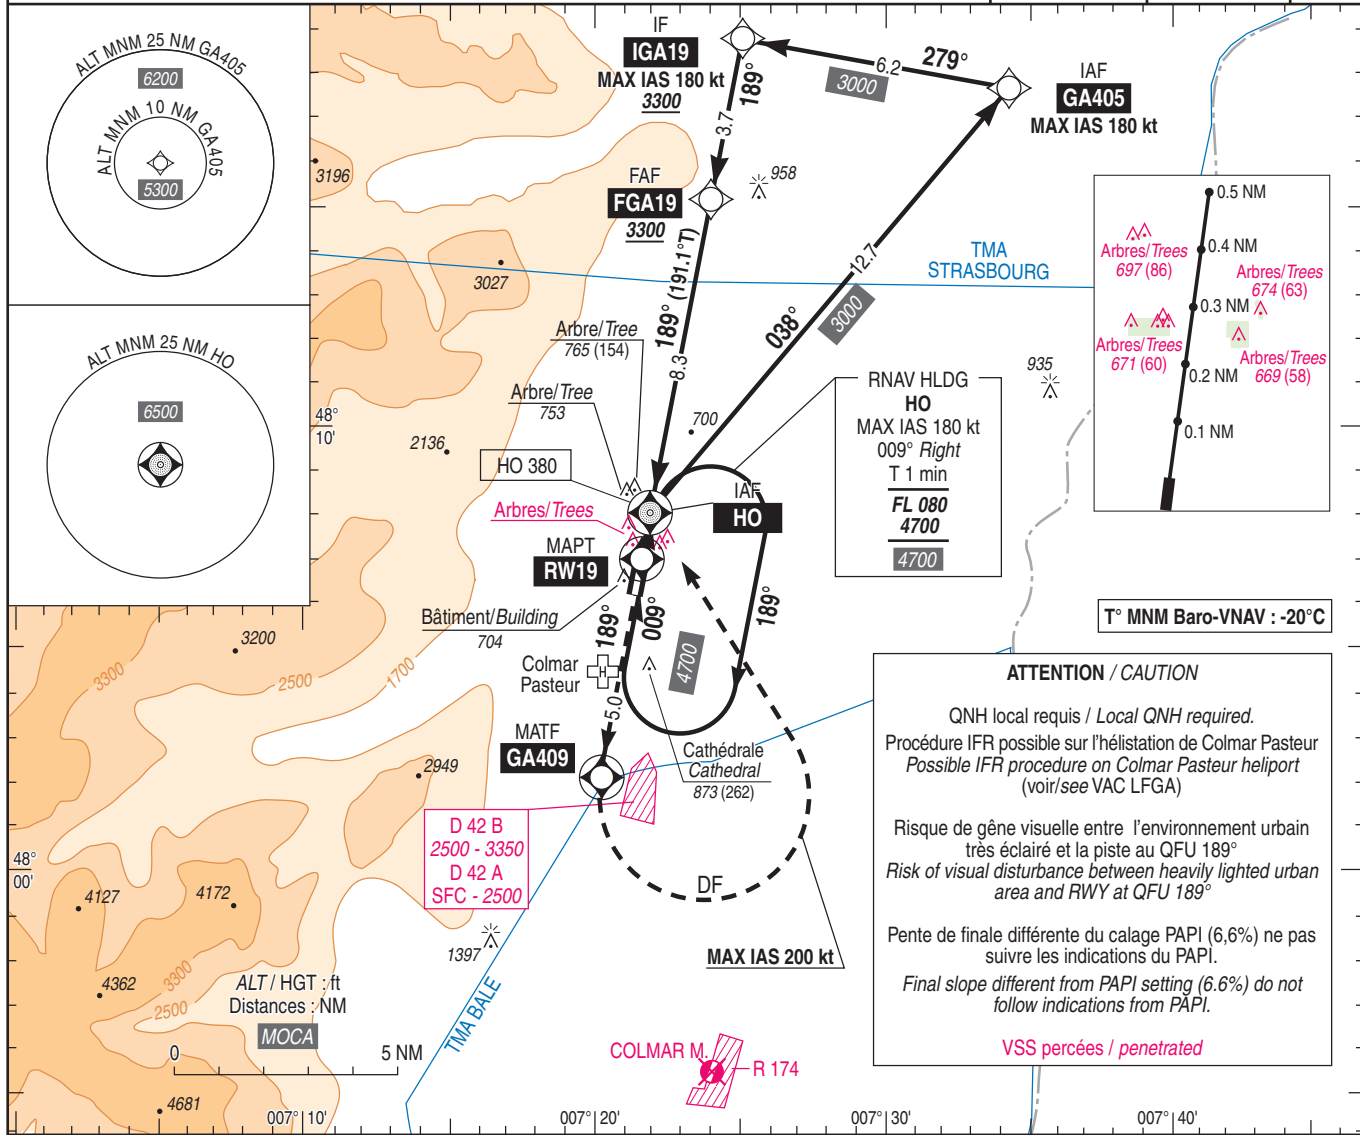 ALT MNM 25 NM GA405
6200
ALT MNM 10 NM GA405
5300
ALT MNM 25 NM HO
6500
IF
IGA19
MAX IAS 180 kt
3300
189°
3.7
6.2
279°
3000
IAF
GA405
MAX IAS 180 kt
FAF
FGA19
3300
958
3196
3027
189° (191.1°T)
8.3
12.7
038°
3000
TMA
STRASBOURG
Arbre/Tree
765 (154)
Arbre/Tree
753
700
2136
HO 380
Arbres/Trees
IAF
HO
MAPT
RW19
Bâtiment/Building
704
189°
009°
4700
189°
Colmar
Pasteur
5.0
MATF
GA409
Cathédrale
Cathedral
873 (262)
DF
MAX IAS 200 kt
RNAV HLDG
HO
MAX IAS 180 kt
009° Right
T 1 min
FL 080
4700
4700
935
0.5 NM
0.4 NM
0.3 NM
0.2 NM
0.1 NM
Arbres/Trees
697 (86)
Arbres/Trees
674 (63)
Arbres/Trees
671 (60)
Arbres/Trees
669 (58)
T° MNM Baro-VNAV : -20°C
ATTENTION / CAUTION
QNH local requis / Local QNH required.
Procédure IFR possible sur l'hélistation de Colmar Pasteur
Possible IFR procedure on Colmar Pasteur heliport
(voir/see VAC LFGA)
Risque de gêne visuelle entre l'environnement urbain
très éclairé et la piste au QFU 189°
Risk of visual disturbance between heavily lighted urban
area and RWY at QFU 189°
Pente de finale différente du calage PAPI (6,6%) ne pas
suivre les indications du PAPI.
Final slope different from PAPI setting (6.6%) do not
follow indications from PAPI.
VSS percées / penetrated
48°
10'
3200
3300
2500
1700
2949
D 42 B
2500 - 3350
D 42 A
SFC - 2500
48°
00'
4127
4172
4362
3300
2500
4681
1397
ALT / HGT : ft
Distances : NM
MOCA
0
5 NM
TMA BALE
COLMAR M.
R 174
007° 10'
007°20'
007°30'
007°40'